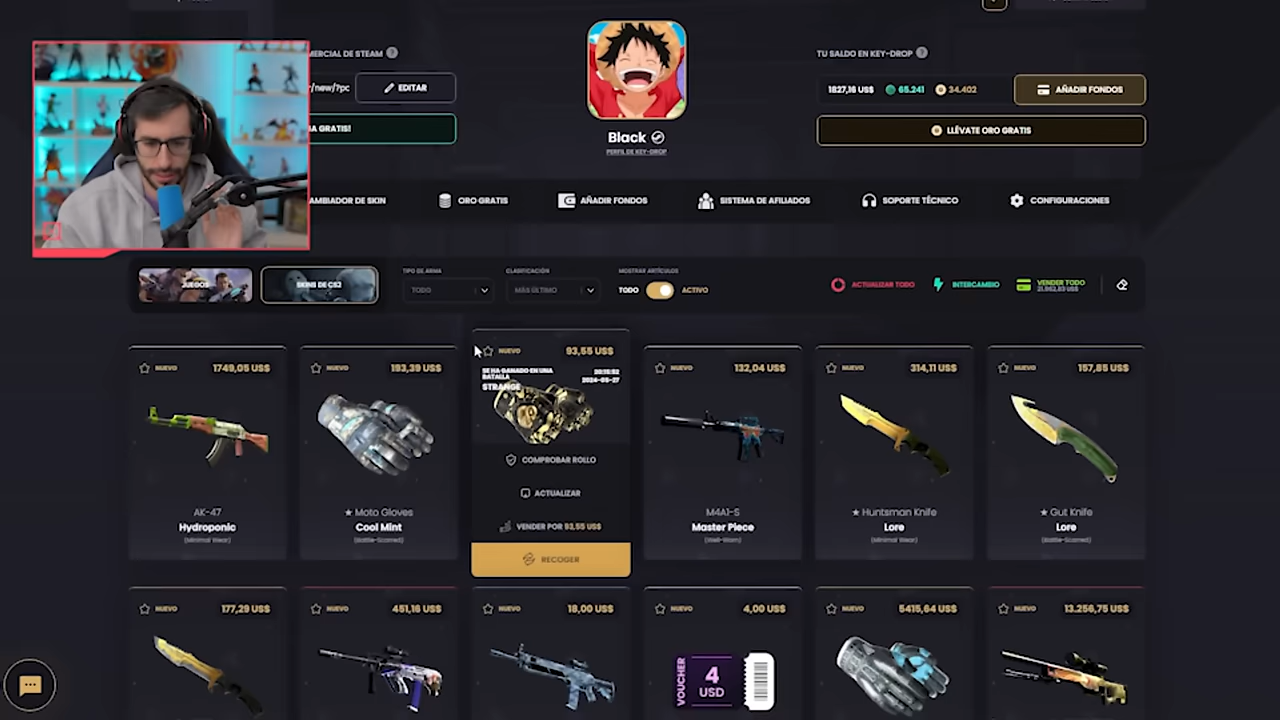 MERCIAL DE STEAM
/new/?pc
EDITAR
A GRATIS!
Black
PERFIL DE KEY-DROP
TU SALDO EN KEY-DROP
1827,16 US$ 65.241 34.402
AÑADIR FONDOS
LLÉVATE ORO GRATIS
AMBIADOR DE SKIN
ORO GRATIS
AÑADIR FONDOS
SISTEMA DE AFILIADOS
SOPORTE TÉCNICO
CONFIGURACIONES
JUEGOS
SKINS DE CS2
TIPO DE ARMA
TODO
CLASIFICACIÓN
MÁS ÚLTIMO
MOSTRAR ARTÍCULOS
TODO ACTIVO
ACTUALIZAR TODO
INTERCAMBIO
VENDER TODO
NUEVO 1749,05 US$
AK-47
Hydroponic
(Minimal Wear)
NUEVO 193,39 US$
★ Moto Gloves
Cool Mint
(Battle-Scarred)
NUEVO 93,55 US$
SE HA GANADO EN UNA BATALLA
20:15:52
2024-05-27
STRANGE
COMPROBAR ROLLO
ACTUALIZAR
VENDER POR 93,55 US$
RECOGER
NUEVO 132,04 US$
M4A1-S
Master Piece
(Well-Worn)
NUEVO 314,11 US$
★ Huntsman Knife
Lore
(Minimal Wear)
NUEVO 157,85 US$
★ Gut Knife
Lore
(Battle-Scarred)
NUEVO 177,29 US$
NUEVO 451,16 US$
NUEVO 18,00 US$
NUEVO 4,00 US$
VOUCHER
4
USD
NUEVO 5415,64 US$
NUEVO 13.256,75 US$